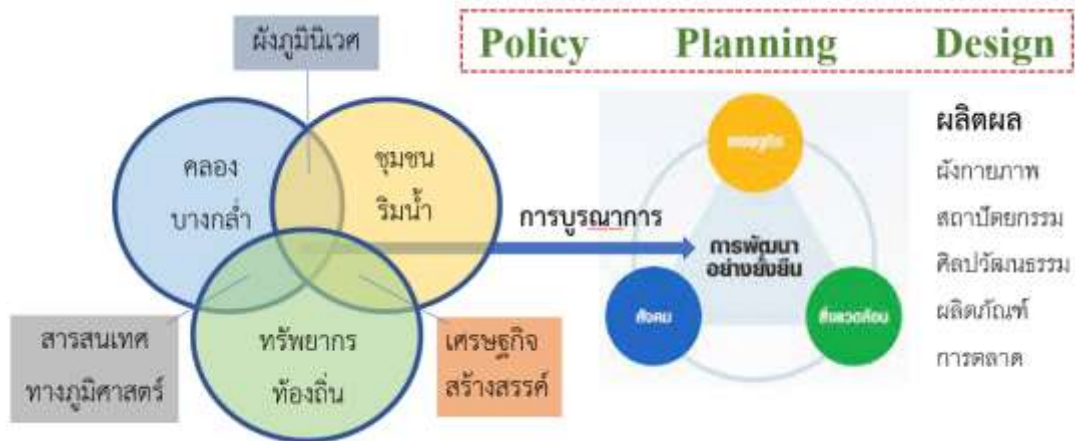 ผังภูมินิเวศ
Policy Planning Design
คลอง
บางกล่ำ
ชุมชน
ริมน้ำ
ทรัพยากร
ท้องถิ่น
สารสนเทศ
ทางภูมิศาสตร์
เศรษฐกิจ
สร้างสรรค์
การบูรณาการ
เศรษฐกิจ
การพัฒนา
อย่างยั่งยืน
สังคม
สิ่งแวดล้อม
ผลิตผล
ผังกายภาพ
สถาปัตยกรรม
ศิลปวัฒนธรรม
ผลิตภัณฑ์
การตลาด